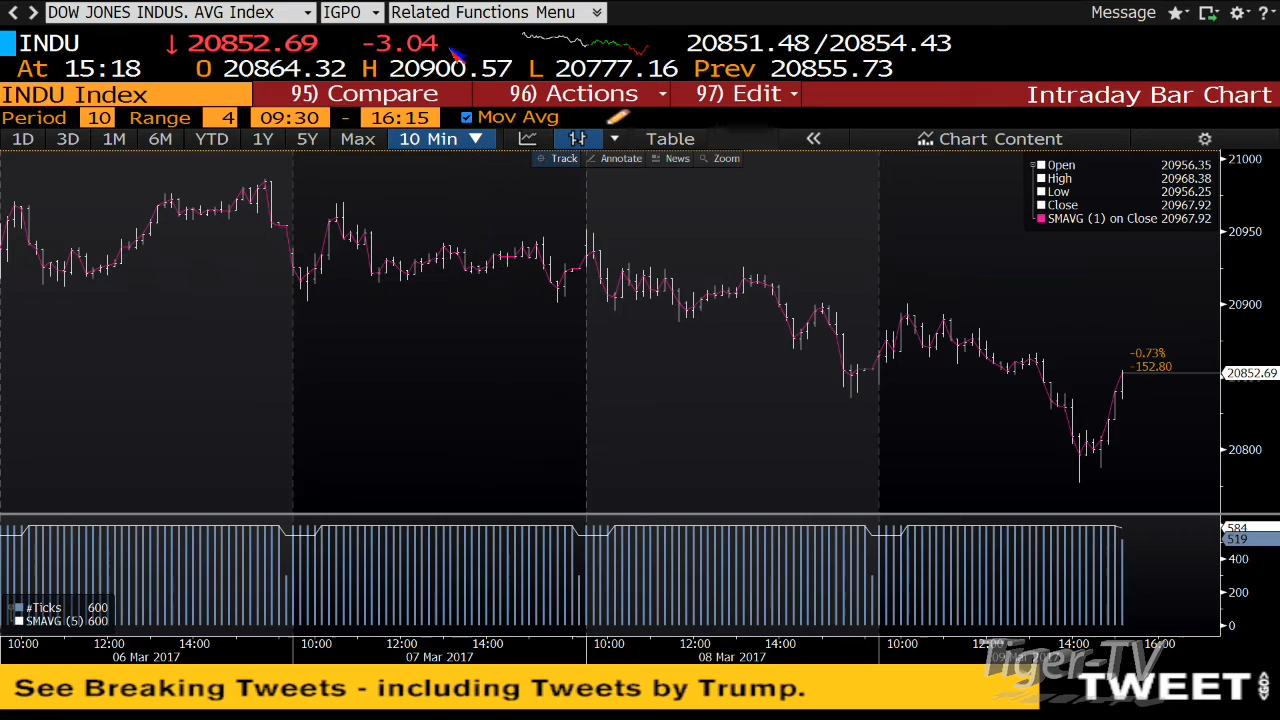 DOW JONES INDUS. AVG Index IGPO Related Functions Menu Message ?
INDU 20852.69 -3.04 20851.48/20854.43
At 15:18 O 20864.32 H 20900.57 L 20777.16 Prev 20855.73
INDU Index 95) Compare 96) Actions 97) Edit Intraday Bar Chart
Period 10 Range 4 09:30 - 16:15 Mov Avg
1D 3D 1M 6M YTD 1Y 5Y Max 10 Min Table Chart Content
Track Annotate News Zoom
Open 20956.35
High 20968.38
Low 20956.25
Close 20967.92
SMAVG (1) on Close 20967.92
21000
20950
20900
-0.73%
-152.80
20852.69
20800
584
519
400
200
0
#Ticks 600
SMAVG (5) 600
10:00 12:00 14:00 10:00 12:00 14:00 10:00 12:00 14:00 10:00 12:00 14:00 16:00
06 Mar 2017 07 Mar 2017 08 Mar 2017 09 Mar 2017
Tiger-TV
See Breaking Tweets - including Tweets by Trump.
TWEET